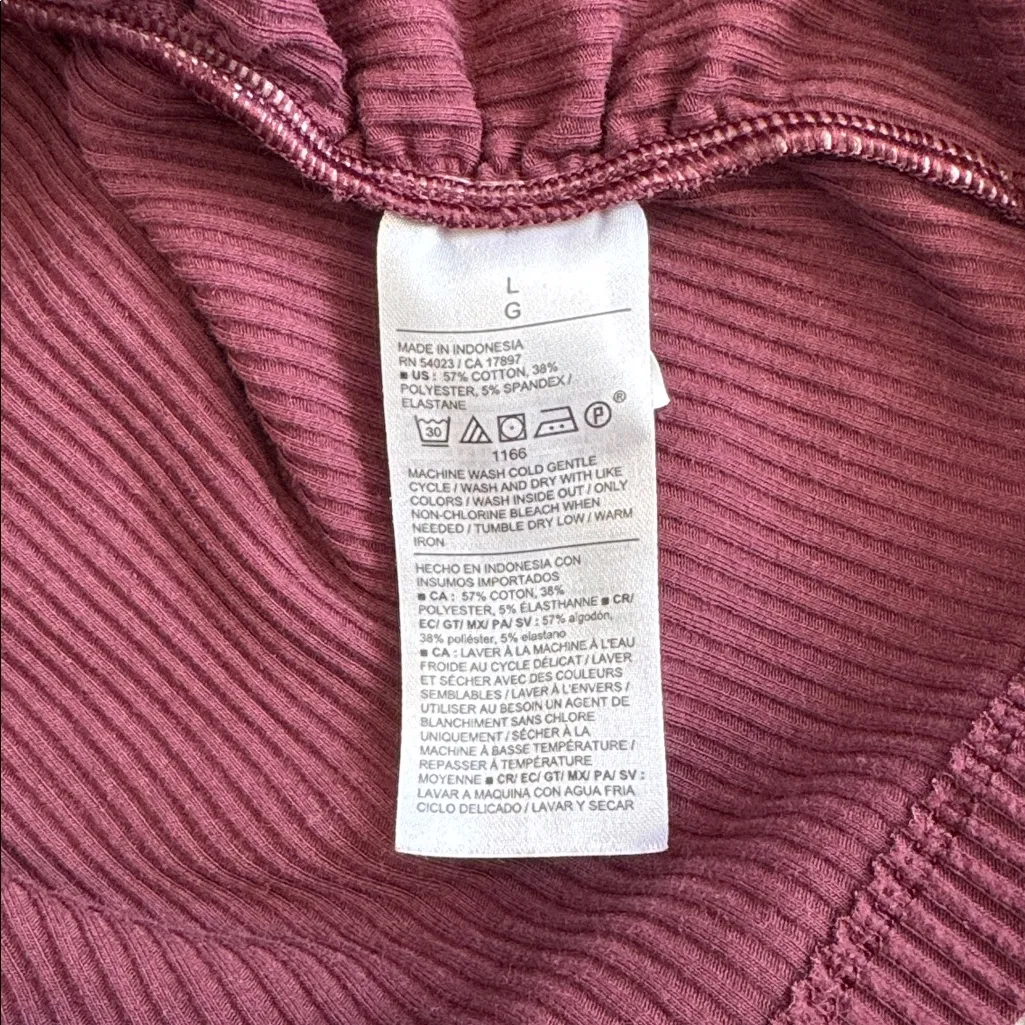 L
G
MADE IN INDONESIA
RN 54023 / CA 17897
■ US : 57% COTTON, 38%
POLYESTER, 5% SPANDEX /
ELASTANE
30 P ®
1166
MACHINE WASH COLD GENTLE
CYCLE / WASH AND DRY WITH LIKE
COLORS / WASH INSIDE OUT / ONLY
NON-CHLORINE BLEACH WHEN
NEEDED / TUMBLE DRY LOW / WARM
IRON
HECHO EN INDONESIA CON
INSUMOS IMPORTADOS
■ CA : 57% COTON, 38%
POLYESTER, 5% ÉLASTHANNE ■ CR/
EC/ GT/ MX/ PA/ SV : 57% algodón,
38% poliéster, 5% elastano
■ CA : LAVER À LA MACHINE À L'EAU
FROIDE AU CYCLE DÉLICAT / LAVER
ET SÉCHER AVEC DES COULEURS
SEMBLABLES / LAVER À L'ENVERS /
UTILISER AU BESOIN UN AGENT DE
BLANCHIMENT SANS CHLORE
UNIQUEMENT / SÉCHER À LA
MACHINE À BASSE TEMPÉRATURE /
REPASSER À TEMPÉRATURE
MOYENNE ■ CR/ EC/ GT/ MX/ PA/ SV :
LAVAR A MAQUINA CON AGUA FRIA
CICLO DELICADO / LAVAR Y SECAR